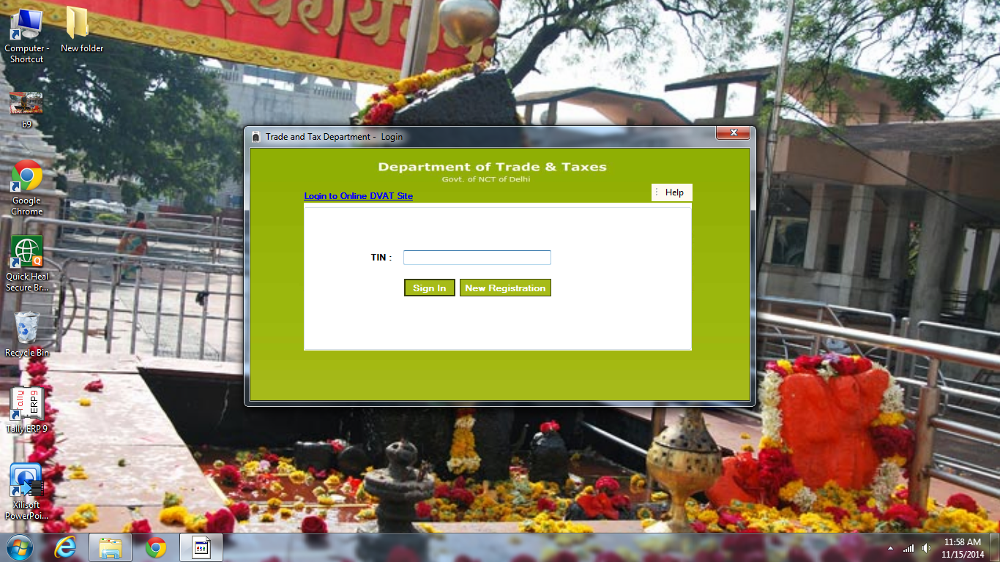 Computer -
Shortcut
New folder
b9
Google
Chrome
Quick Heal
Secure Br...
Recycle Bin
Tally
ERP9
Tally.ERP 9
Xilisoft
PowerPoi...
Trade and Tax Department - Login
Department of Trade & Taxes
Govt. of NCT of Delhi
Login to Online DVAT Site
Help
TIN :
Sign In
New Registration
11:58 AM
11/15/2014